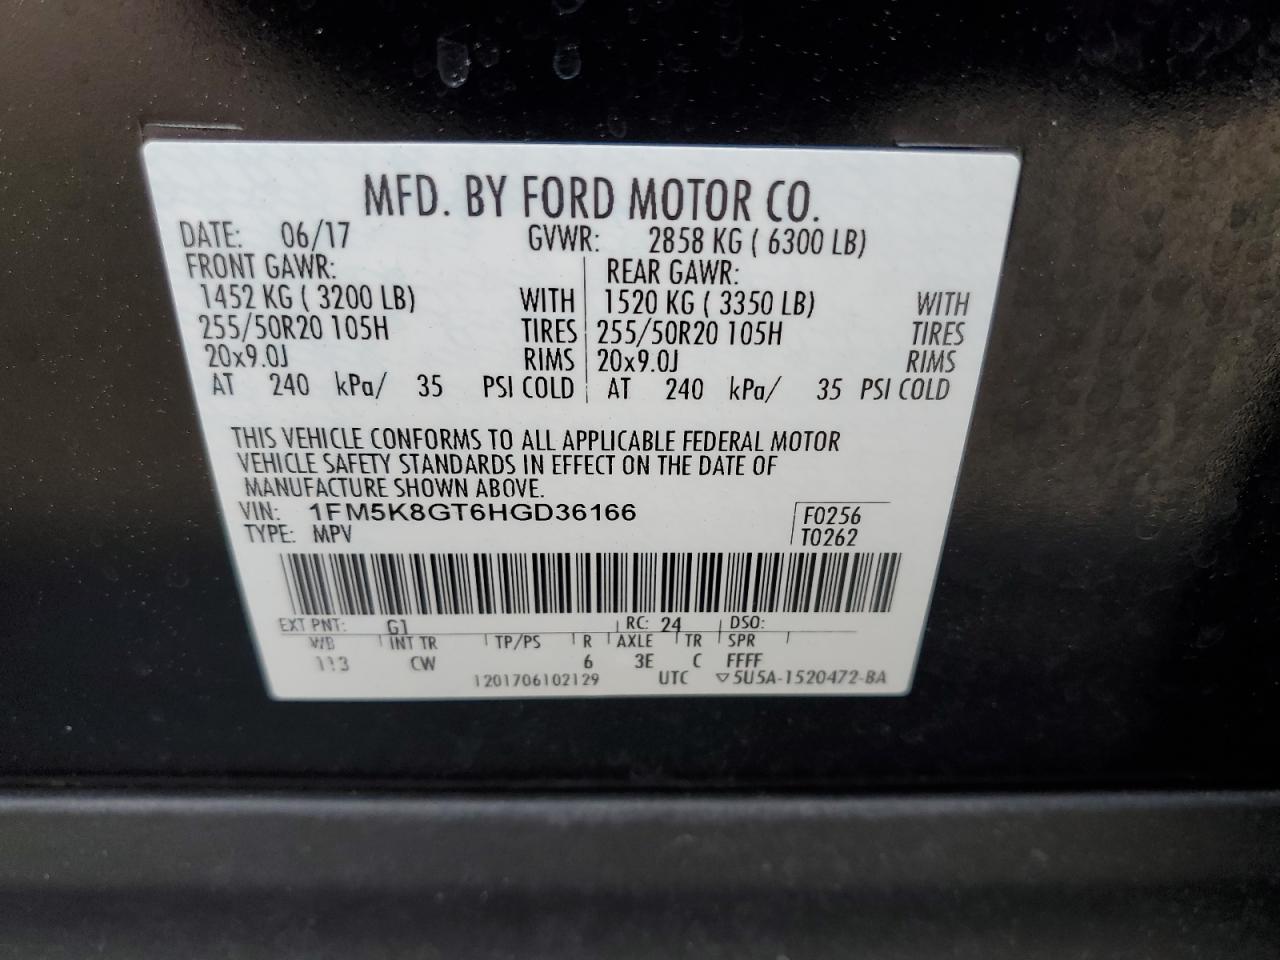 MFD. BY FORD MOTOR CO.
DATE: 06/17 GVWR: 2858 KG ( 6300 LB)
FRONT GAWR: REAR GAWR:
1452 KG ( 3200 LB) WITH 1520 KG ( 3350 LB) WITH
255/50R20 105H TIRES 255/50R20 105H TIRES
20x9.0J RIMS 20x9.0J RIMS
AT 240 kPa/ 35 PSI COLD AT 240 kPa/ 35 PSI COLD
THIS VEHICLE CONFORMS TO ALL APPLICABLE FEDERAL MOTOR
VEHICLE SAFETY STANDARDS IN EFFECT ON THE DATE OF
MANUFACTURE SHOWN ABOVE.
VIN: 1FM5K8GT6HGD36166 F0256
TYPE: MPV T0262
EXT PNT: G1 RC: 24 DSO:
WB INT TR TP/PS R AXLE TR SPR
113 CW 6 3E C FFFF
1201706102129 UTC ▽5U5A-1520472-BA